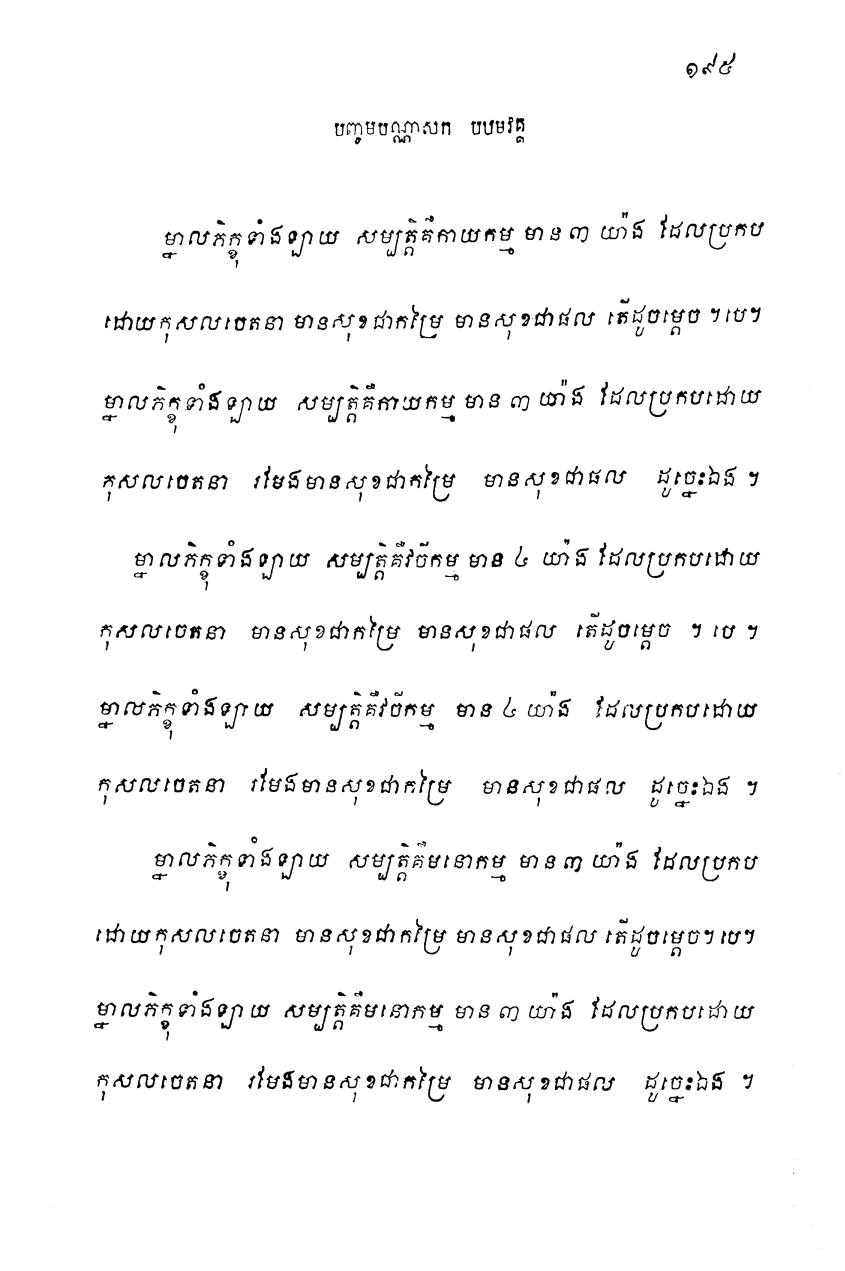 ១៩៥
បញ្ចមបណ្ណាសក បឋមវគ្គ
ម្នាលភិក្ខុទាំងឡាយ សម្បត្តិគឺកាយកម្ម មាន ៣ យ៉ាង ដែលប្រកប
ដោយកុសលចេតនា មានសុខជាកម្រៃ មានសុខជាផល តើដូចម្តេច ។បេ។
ម្នាលភិក្ខុទាំងឡាយ សម្បត្តិគឺកាយកម្ម មាន ៣ យ៉ាង ដែលប្រកបដោយ
កុសលចេតនា រមែងមានសុខជាកម្រៃ មានសុខជាផល ដូច្នេះឯង ។
ម្នាលភិក្ខុទាំងឡាយ សម្បត្តិគឺវចីកម្ម មាន ៤ យ៉ាង ដែលប្រកបដោយ
កុសលចេតនា មានសុខជាកម្រៃ មានសុខជាផល តើដូចម្តេច ។ បេ ។
ម្នាលភិក្ខុទាំងឡាយ សម្បត្តិគឺវចីកម្ម មាន ៤ យ៉ាង ដែលប្រកបដោយ
កុសលចេតនា រមែងមានសុខជាកម្រៃ មានសុខជាផល ដូច្នេះឯង ។
ម្នាលភិក្ខុទាំងឡាយ សម្បត្តិគឺមនោកម្ម មាន ៣ យ៉ាង ដែលប្រកប
ដោយកុសលចេតនា មានសុខជាកម្រៃ មានសុខជាផល តើដូចម្តេច។ បេ។
ម្នាលភិក្ខុទាំងឡាយ សម្បត្តិគឺមនោកម្ម មាន ៣ យ៉ាង ដែលប្រកបដោយ
កុសលចេតនា រមែងមានសុខជាកម្រៃ មានសុខជាផល ដូច្នេះឯង ។